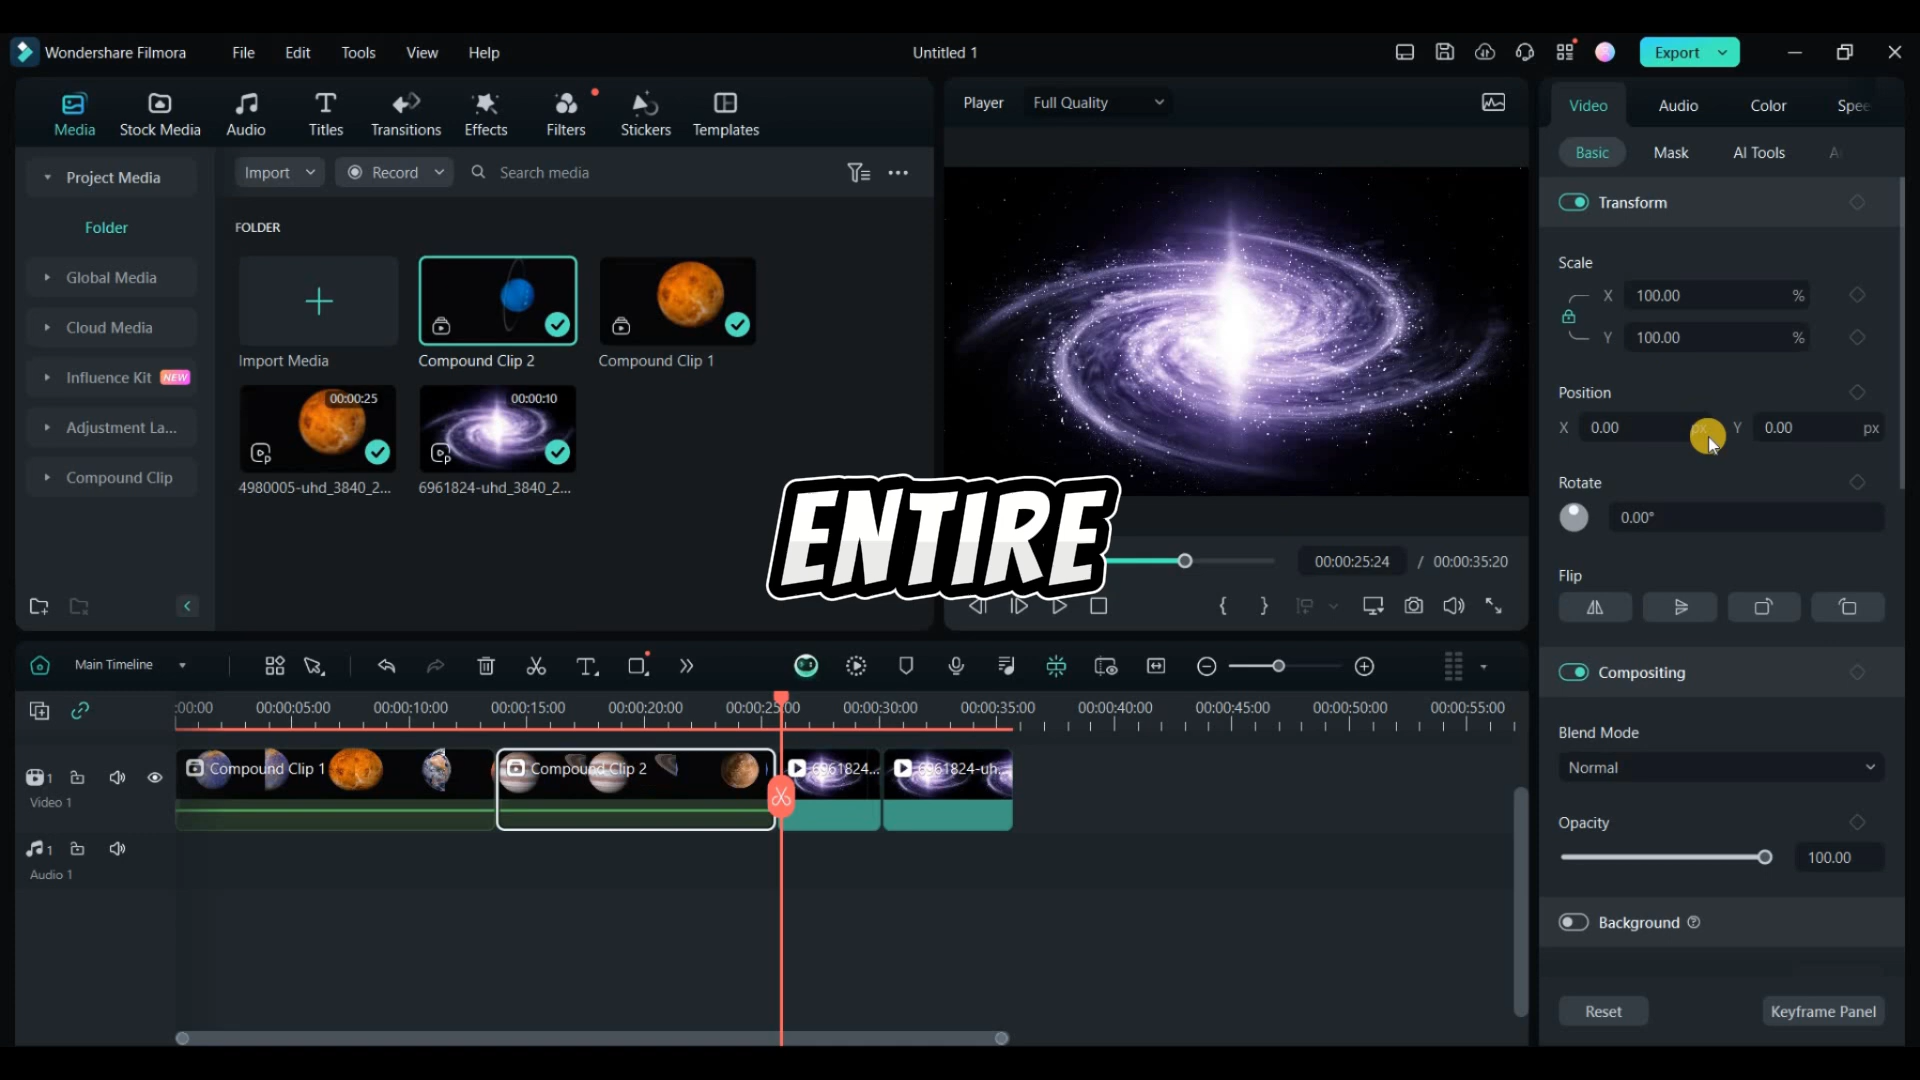 Wondershare Filmora File Edit Tools View Help Untitled 1 Export
Media Stock Media Audio Titles Transitions Effects Filters Stickers Templates
Player Full Quality
Video Audio Color Spee
Basic Mask AI Tools A
Project Media
Folder
Global Media
Cloud Media
Influence Kit NEW
Adjustment La...
Compound Clip
Import Record Search media
FOLDER
Import Media
Compound Clip 2
Compound Clip 1
00:00:25
00:00:10
4980005-uhd_3840_2...
6961824-uhd_3840_2...
ENTIRE
00:00:25:24 / 00:00:35:20
Transform
Scale
X 100.00 %
Y 100.00 %
Position
X 0.00 px Y 0.00 px
Rotate
0.00°
Flip
Compositing
Blend Mode
Normal
Opacity
100.00
Background
Reset Keyframe Panel
Main Timeline
:00:00 00:00:05:00 00:00:10:00 00:00:15:00 00:00:20:00 00:00:25:00 00:00:30:00 00:00:35:00 00:00:40:00 00:00:45:00 00:00:50:00 00:00:55:00
1
Video 1
Compound Clip 1
Compound Clip 2
6961824...
6961824-uh...
1
Audio 1